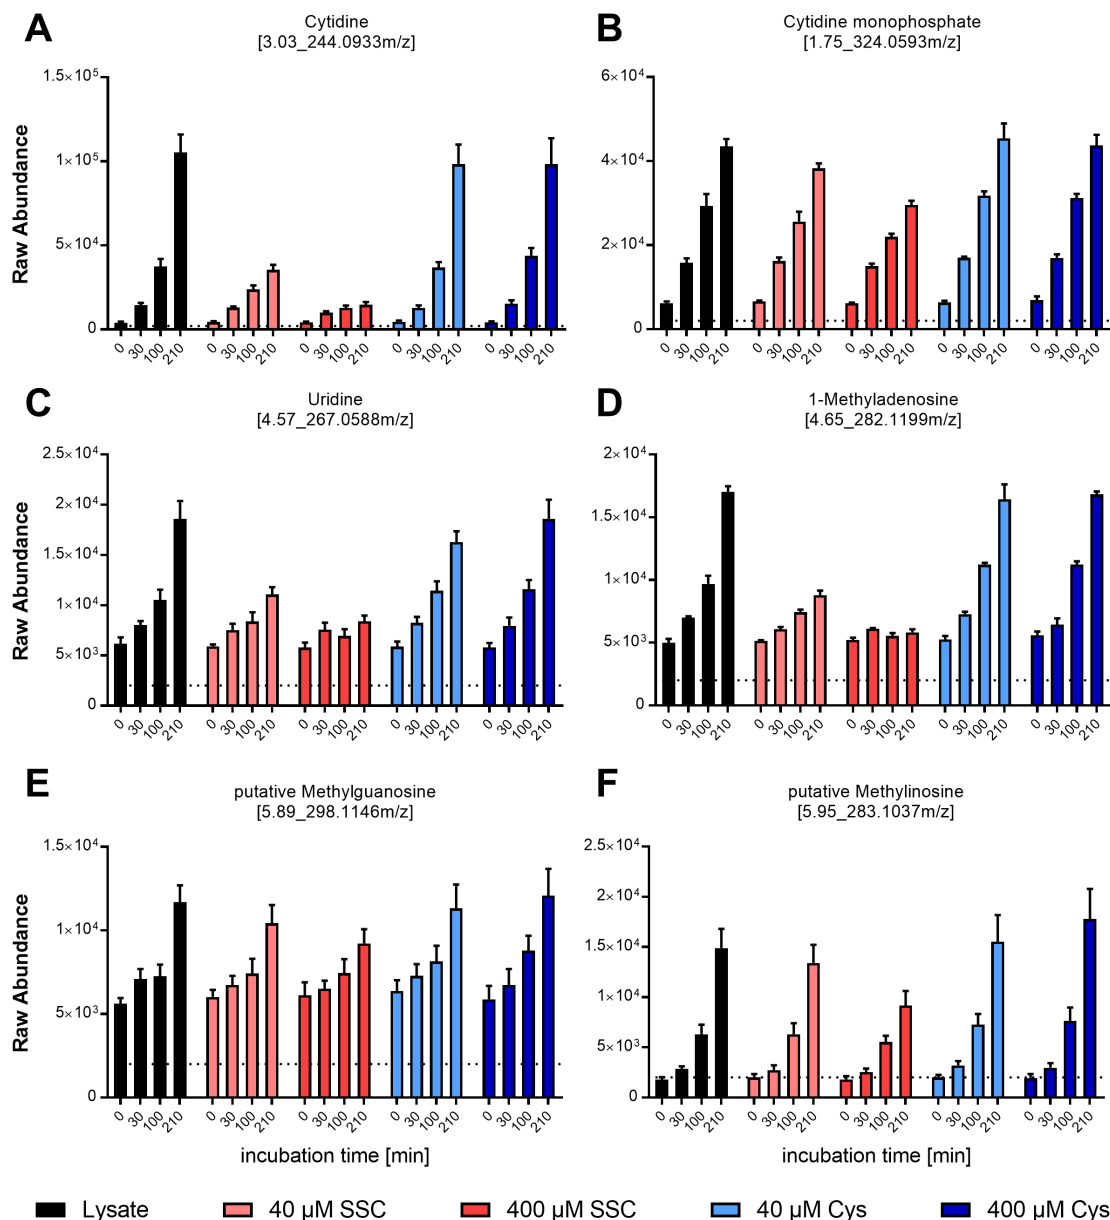 A
Cytidine
[3.03_244.0933m/z]
Raw Abundance
1.5×10⁵
1×10⁵
5×10⁴
0
0 30 100 210 0 30 100 210 0 30 100 210 0 30 100 210 0 30 100 210
B
Cytidine monophosphate
[1.75_324.0593m/z]
6×10⁴
4×10⁴
2×10⁴
0
0 30 100 210 0 30 100 210 0 30 100 210 0 30 100 210 0 30 100 210
C
Uridine
[4.57_267.0588m/z]
Raw Abundance
2.5×10⁴
2×10⁴
1.5×10⁴
1×10⁴
5×10³
0
0 30 100 210 0 30 100 210 0 30 100 210 0 30 100 210 0 30 100 210
D
1-Methyladenosine
[4.65_282.1199m/z]
2×10⁴
1.5×10⁴
1×10⁴
5×10³
0
0 30 100 210 0 30 100 210 0 30 100 210 0 30 100 210 0 30 100 210
E
putative Methylguanosine
[5.89_298.1146m/z]
Raw Abundance
1.5×10⁴
1×10⁴
5×10³
0
0 30 100 210 0 30 100 210 0 30 100 210 0 30 100 210 0 30 100 210
incubation time [min]
F
putative Methylinosine
[5.95_283.1037m/z]
2.5×10⁴
2×10⁴
1.5×10⁴
1×10⁴
5×10³
0
0 30 100 210 0 30 100 210 0 30 100 210 0 30 100 210 0 30 100 210
incubation time [min]
Lysate 40 µM SSC 400 µM SSC 40 µM Cys 400 µM Cys